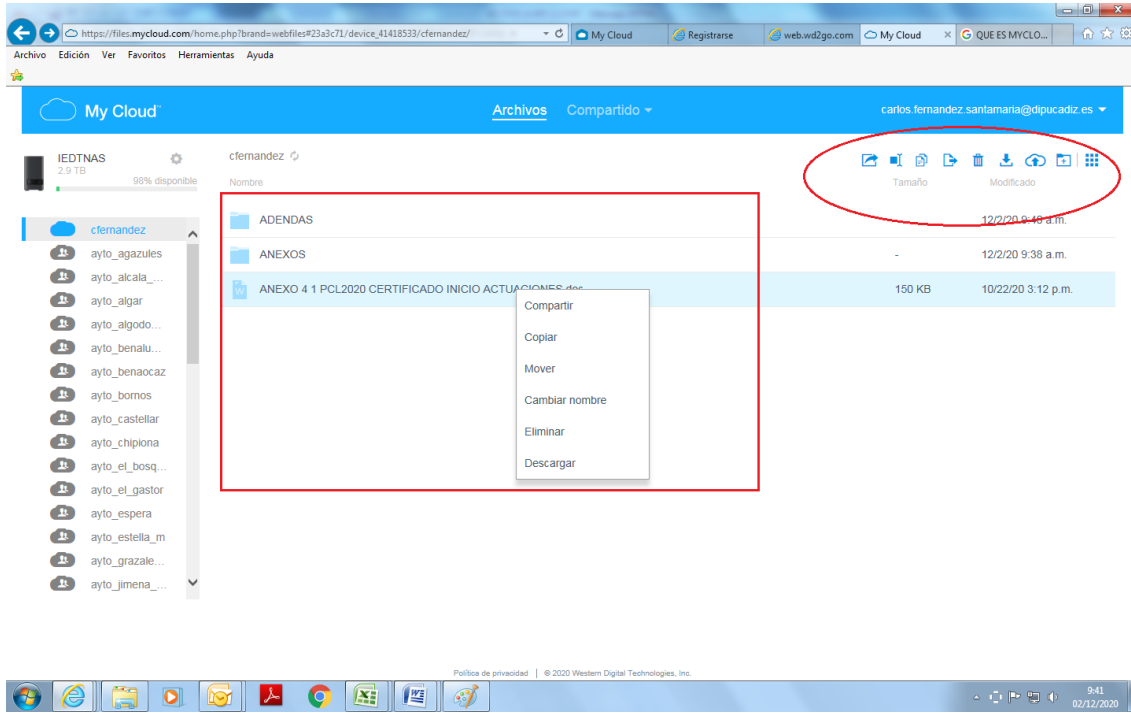 https://files.mycloud.com/home.php?brand=webfiles#23a3c71/device_41418533/cfernandez/
My Cloud
Registrarse
web.wd2go.com
My Cloud
QUE ES MYCLO...
Archivo Edición Ver Favoritos Herramientas Ayuda
My Cloud
Archivos
Compartido
carlos.fernandez.santamaria@dipucadiz.es
IEDTNAS
2.9 TB
98% disponible
cfernandez
Nombre
Tamaño
Modificado
cfernandez
ayto_agazules
ayto_alcala_...
ayto_algar
ayto_algodo...
ayto_benalu...
ayto_benaocaz
ayto_bornos
ayto_castellar
ayto_chipiona
ayto_el_bosq...
ayto_el_gastor
ayto_espera
ayto_estella_m
ayto_grazale...
ayto_jimena_...
ADENDAS
12/2/20 9:40 a.m.
ANEXOS
-
12/2/20 9:38 a.m.
ANEXO 4 1 PCL2020 CERTIFICADO INICIO ACTUACIONES.doc
150 KB
10/22/20 3:12 p.m.
Compartir
Copiar
Mover
Cambiar nombre
Eliminar
Descargar
Política de privacidad | © 2020 Western Digital Technologies, Inc.
9:41
02/12/2020